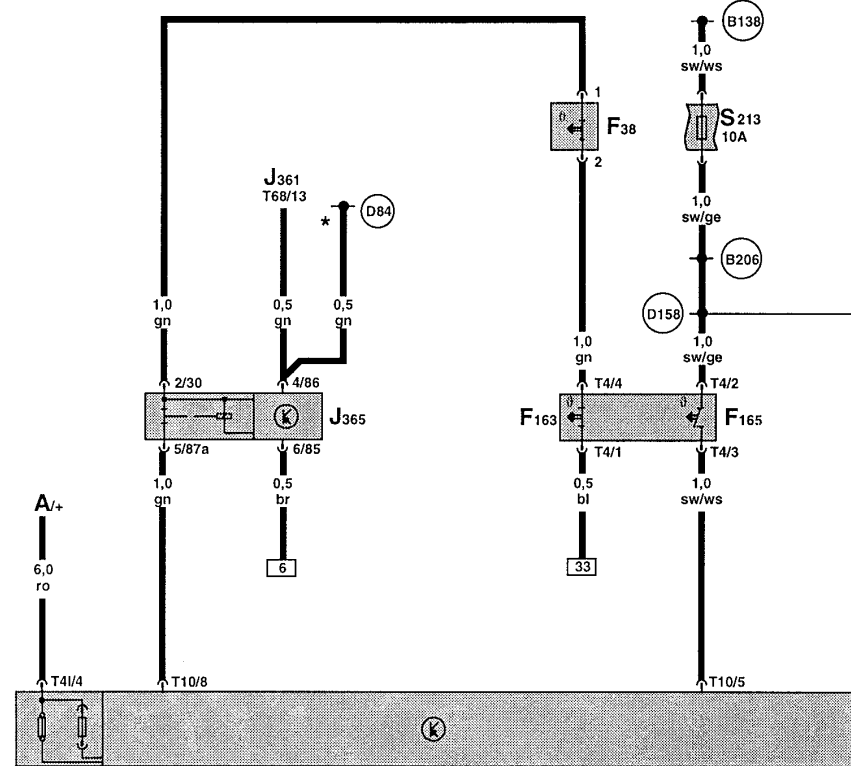 B138
1,0
sw/ws
1
F38
S213
10A
2
J361
T68/13
*
D84
1,0
sw/ge
B206
D158
1,0
gn
0,5
gn
0,5
gn
1,0
gn
1,0
sw/ge
2/30
4/86
T4/4
T4/2
J365
F163
F165
5/87a
6/85
T4/1
T4/3
1,0
gn
0,5
br
0,5
bl
1,0
sw/ws
A/+
6,0
ro
6
33
T4I/4
T10/8
T10/5